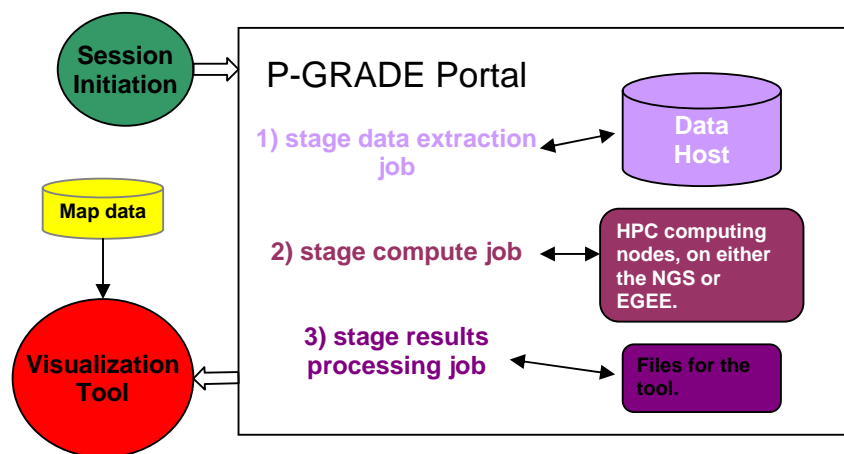 Session
Initiation
P-GRADE Portal
1) stage data extraction
job
Data
Host
Map data
2) stage compute job
HPC computing
nodes, on either
the NGS or
EGEE.
3) stage results
processing job
Visualization
Tool
Files for the
tool.